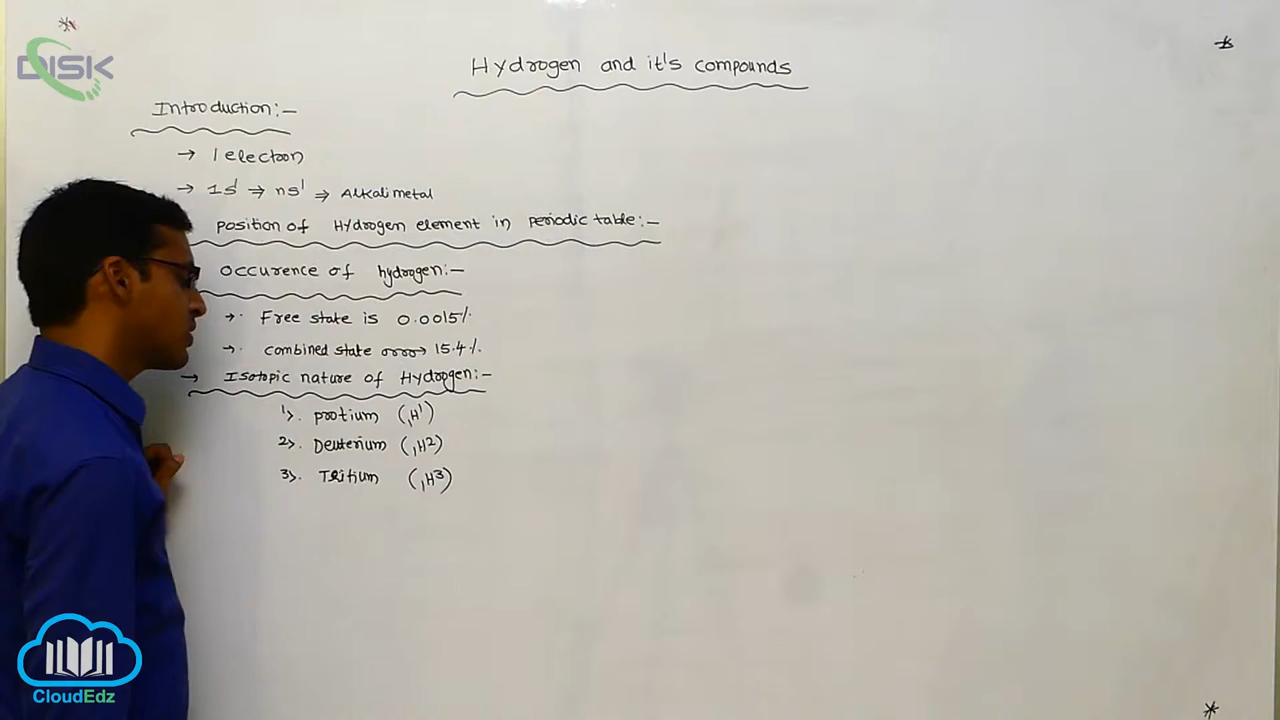 DISK
Hydrogen and it's compounds
Introduction:-
→ 1 electron
→ 1s¹ ⇒ ns¹ ⇒ Alkali metal
position of Hydrogen element in periodic table:-
occurence of hydrogen:-
→· Free state is 0.0015%
→· combined state → 15.4%
→ Isotopic nature of Hydrogen:-
1>. protium (₁H¹)
2>. Deuterium (₁H²)
3>. Tritium (₁H³)
CloudEdz